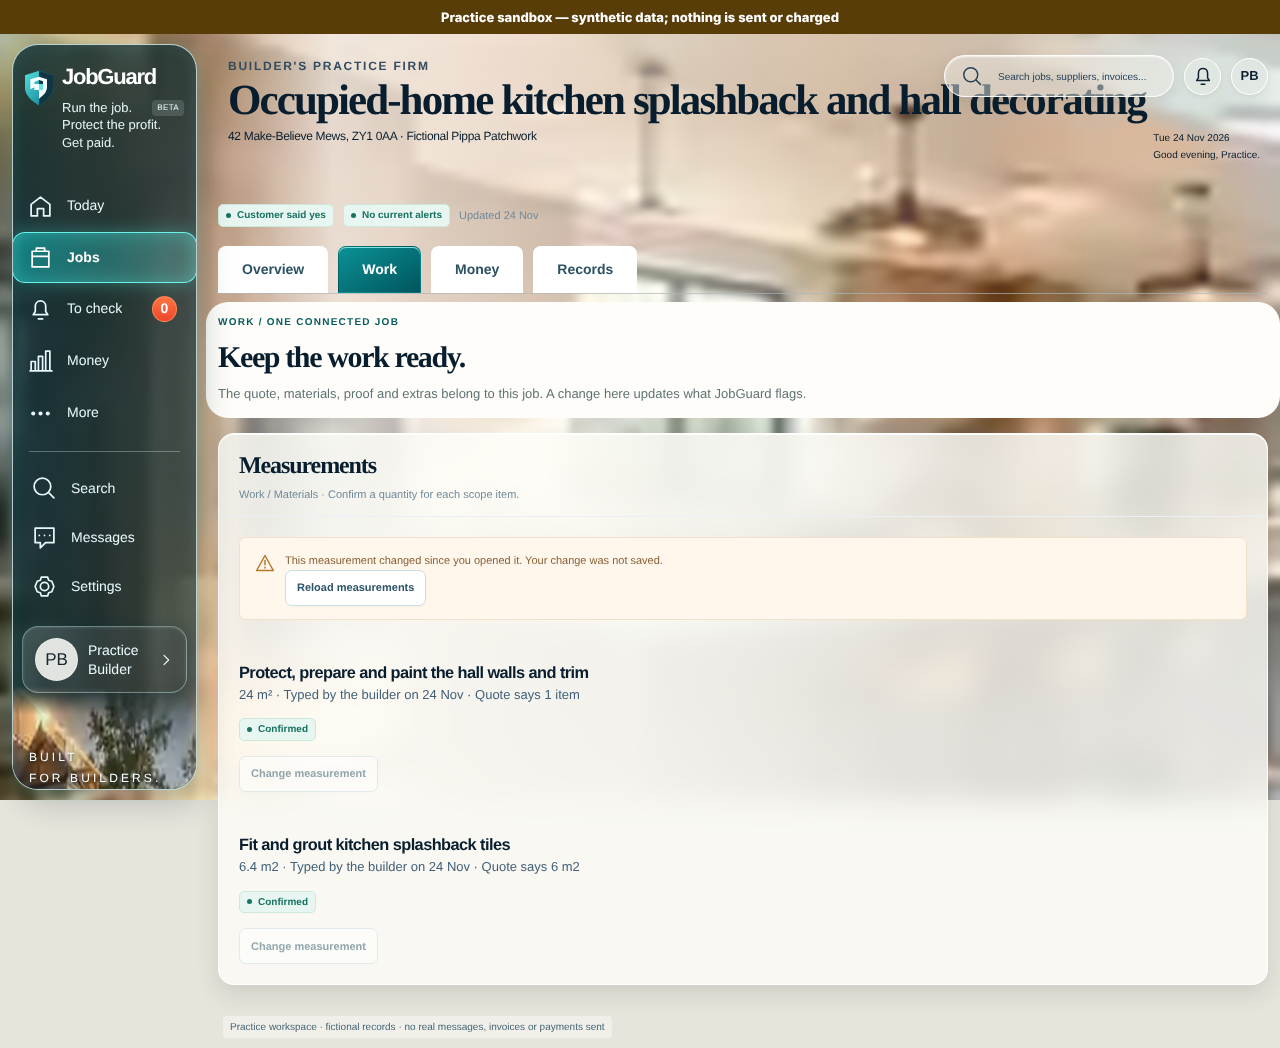 Practice sandbox — synthetic data; nothing is sent or charged
JobGuard
Run the job.
BETA
Protect the profit.
Get paid.
Today
Jobs
To check
0
Money
More
Search
Messages
Settings
PB
Practice
Builder
BUILT
FOR BUILDERS.
BUILDER'S PRACTICE FIRM
Search jobs, suppliers, invoices...
PB
Occupied-home kitchen splashback and hall decorating
42 Make-Believe Mews, ZY1 0AA · Fictional Pippa Patchwork
Tue 24 Nov 2026
Good evening, Practice.
Customer said yes
No current alerts
Updated 24 Nov
Overview
Work
Money
Records
WORK / ONE CONNECTED JOB
Keep the work ready.
The quote, materials, proof and extras belong to this job. A change here updates what JobGuard flags.
Measurements
Work / Materials · Confirm a quantity for each scope item.
This measurement changed since you opened it. Your change was not saved.
Reload measurements
Protect, prepare and paint the hall walls and trim
24 m² · Typed by the builder on 24 Nov · Quote says 1 item
Confirmed
Change measurement
Fit and grout kitchen splashback tiles
6.4 m2 · Typed by the builder on 24 Nov · Quote says 6 m2
Confirmed
Change measurement
Practice workspace · fictional records · no real messages, invoices or payments sent